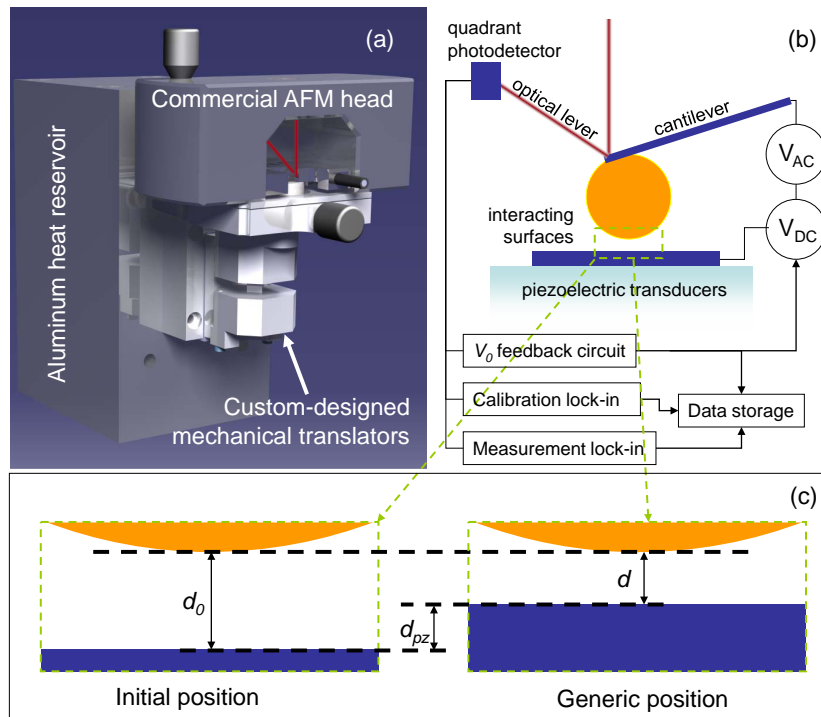 (a)
Commercial AFM head
Aluminum heat reservoir
Custom-designed
mechanical translators
(b)
quadrant
photodetector
optical lever
cantilever
V_AC
V_DC
interacting
surfaces
piezoelectric transducers
V_0 feedback circuit
Calibration lock-in
Data storage
Measurement lock-in
(c)
d_0
d
d_pz
Initial position
Generic position